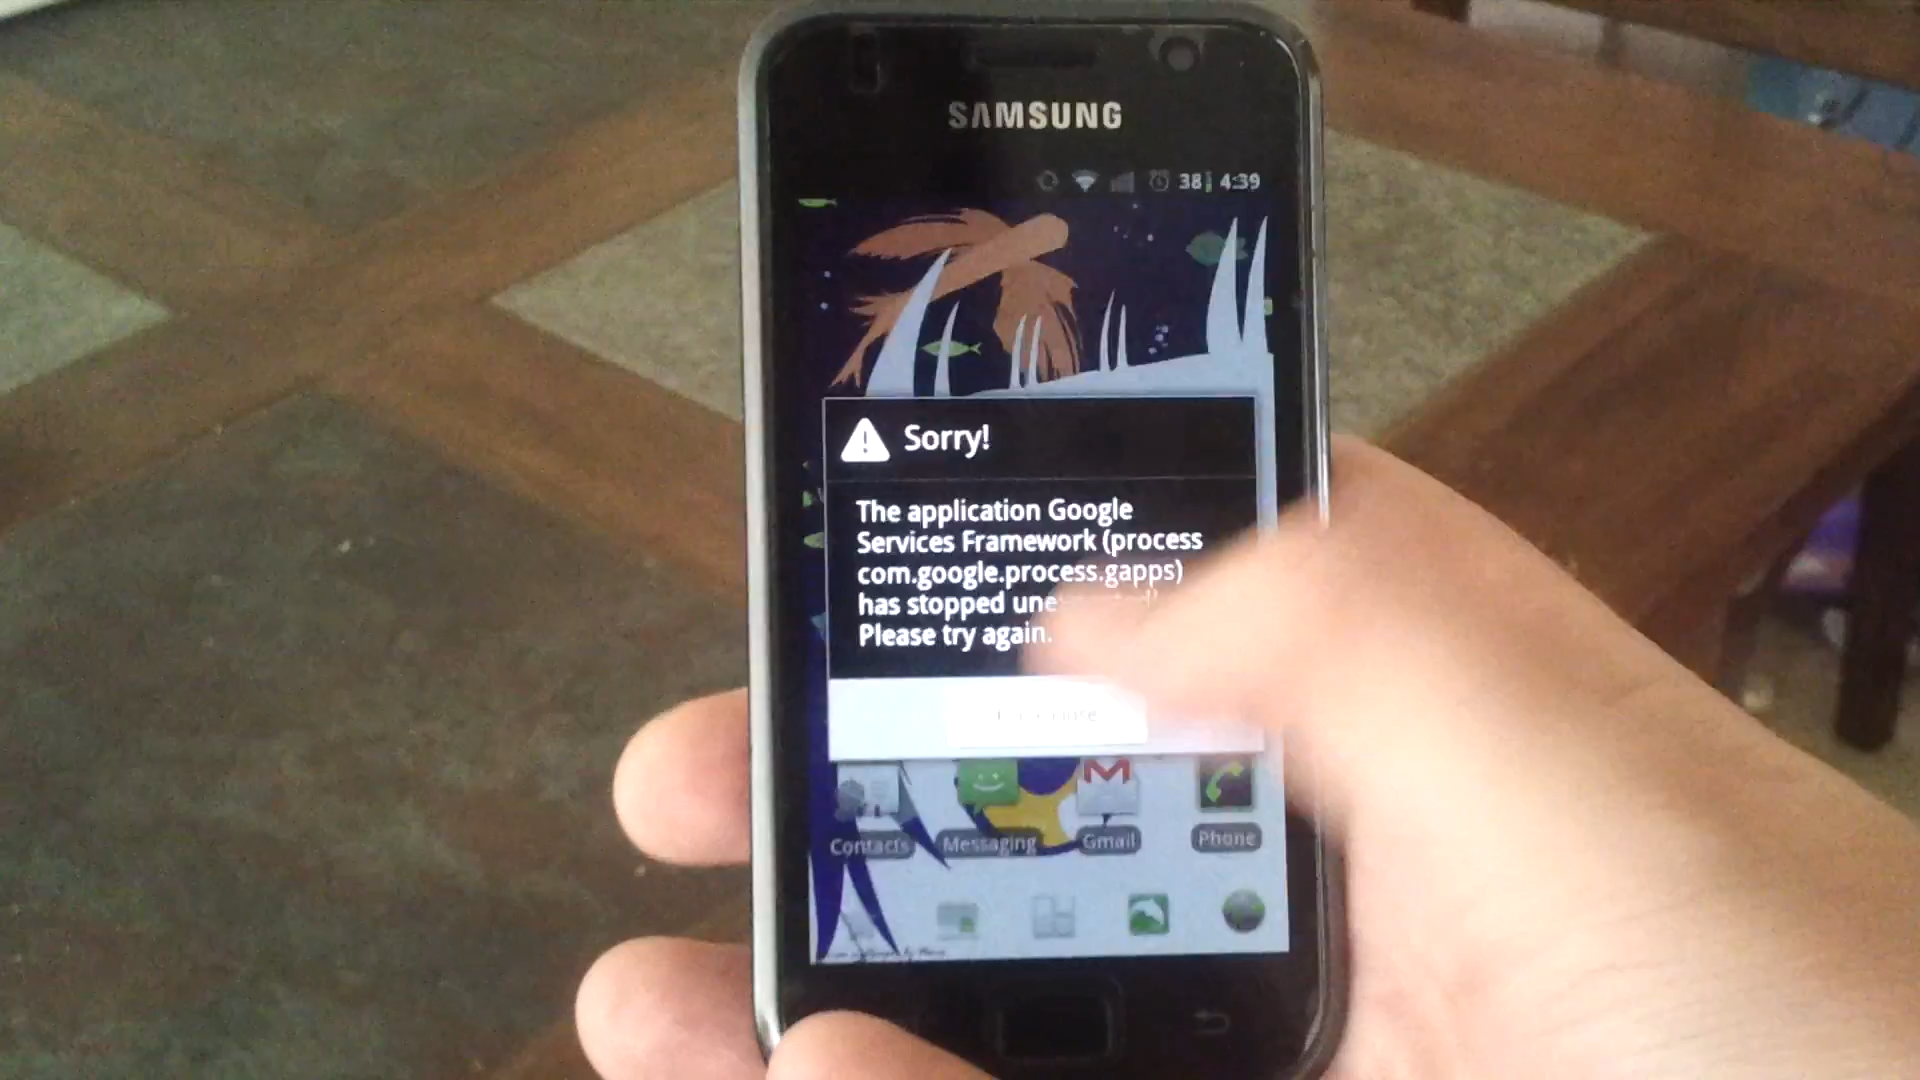 SAMSUNG
38 4:39
Sorry!
The application Google
Services Framework (process
com.google.process.gapps)
has stopped
Please try again.
Contacts Messaging Gmail Phone